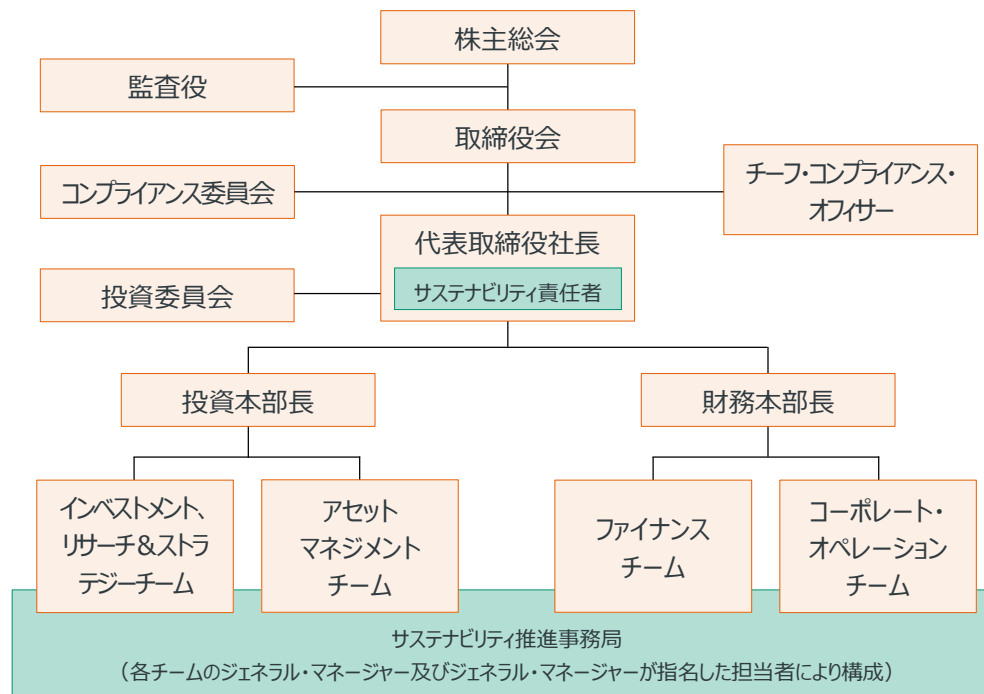 株主総会
監査役
取締役会
コンプライアンス委員会
チーフ・コンプライアンス・
オフィサー
代表取締役社長
サステナビリティ責任者
投資委員会
投資本部長
財務本部長
インベストメント、
リサーチ＆ストラ
テジーチーム
アセット
マネジメント
チーム
ファイナンス
チーム
コーポレート・
オペレーション
チーム
サステナビリティ推進事務局
（各チームのジェネラル・マネージャー及びジェネラル・マネージャーが指名した担当者により構成）